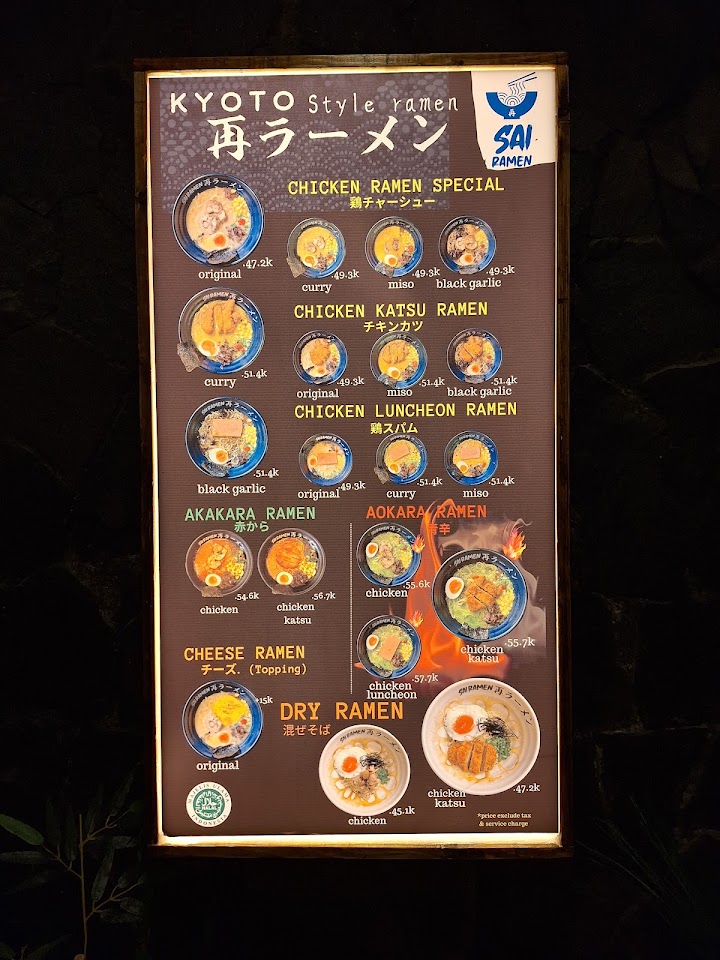 KYOTO Style ramen
再ラーメン
SAI
RAMEN
CHICKEN RAMEN SPECIAL
鶏チャーシュー
.47.2k
original
.49.3k
curry
.49.3k
miso
.49.3k
black garlic
CHICKEN KATSU RAMEN
チキンカツ
.51.4k
curry
.49.3k
original
.51.4k
miso
.51.4k
black garlic
CHICKEN LUNCHEON RAMEN
鶏スパム
.51.4k
black garlic
.49.3k
original
.51.4k
curry
.51.4k
miso
AKAKARA RAMEN
赤から
.54.6k
chicken
.56.7k
chicken
katsu
AOKARA RAMEN
青辛
.55.6k
chicken
.55.7k
chicken
katsu
.57.7k
chicken
luncheon
CHEESE RAMEN
チーズ. (Topping)
+15k
original
DRY RAMEN
混ぜそば
.45.1k
chicken
.47.2k
chicken
katsu
MAJELIS ULAMA
HALAL
INDONESIA
*price exclude tax
& service charge